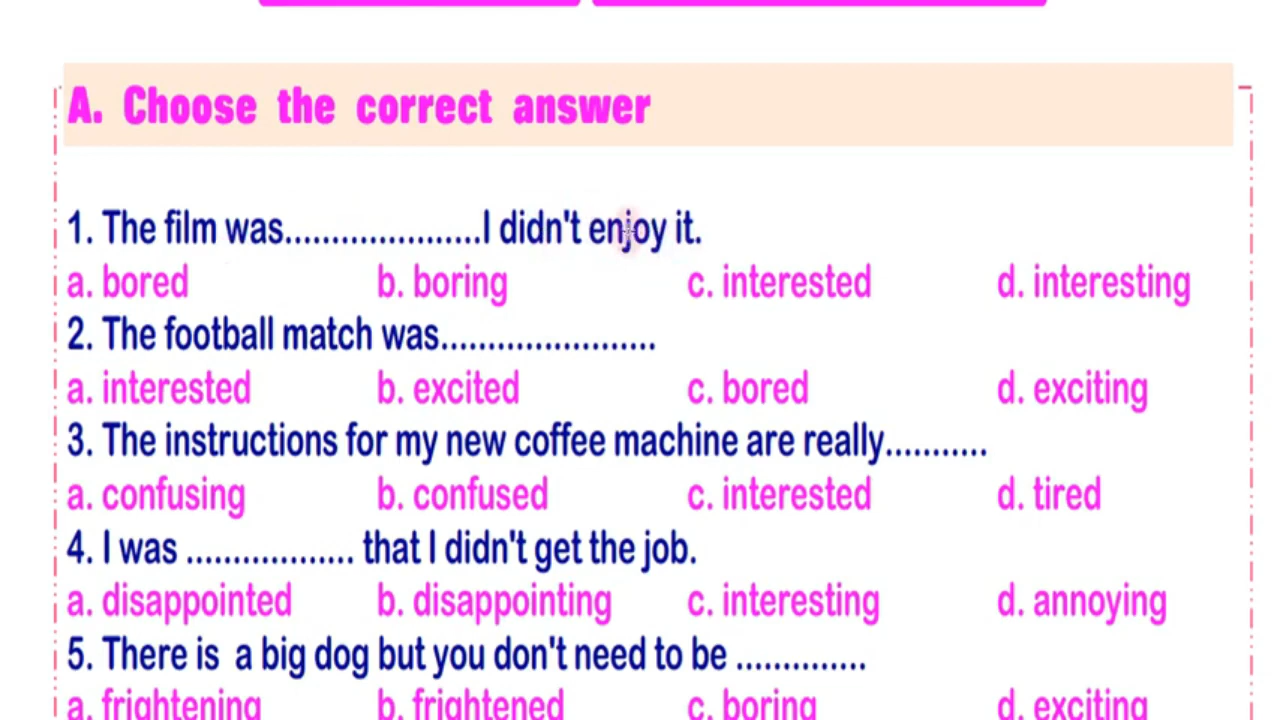 A. Choose the correct answer
1. The film was.....................I didn't enjoy it.
a. bored b. boring c. interested d. interesting
2. The football match was.......................
a. interested b. excited c. bored d. exciting
3. The instructions for my new coffee machine are really...........
a. confusing b. confused c. interested d. tired
4. I was .................. that I didn't get the job.
a. disappointed b. disappointing c. interesting d. annoying
5. There is a big dog but you don't need to be ..............
a. frightening b. frightened c. boring d. exciting